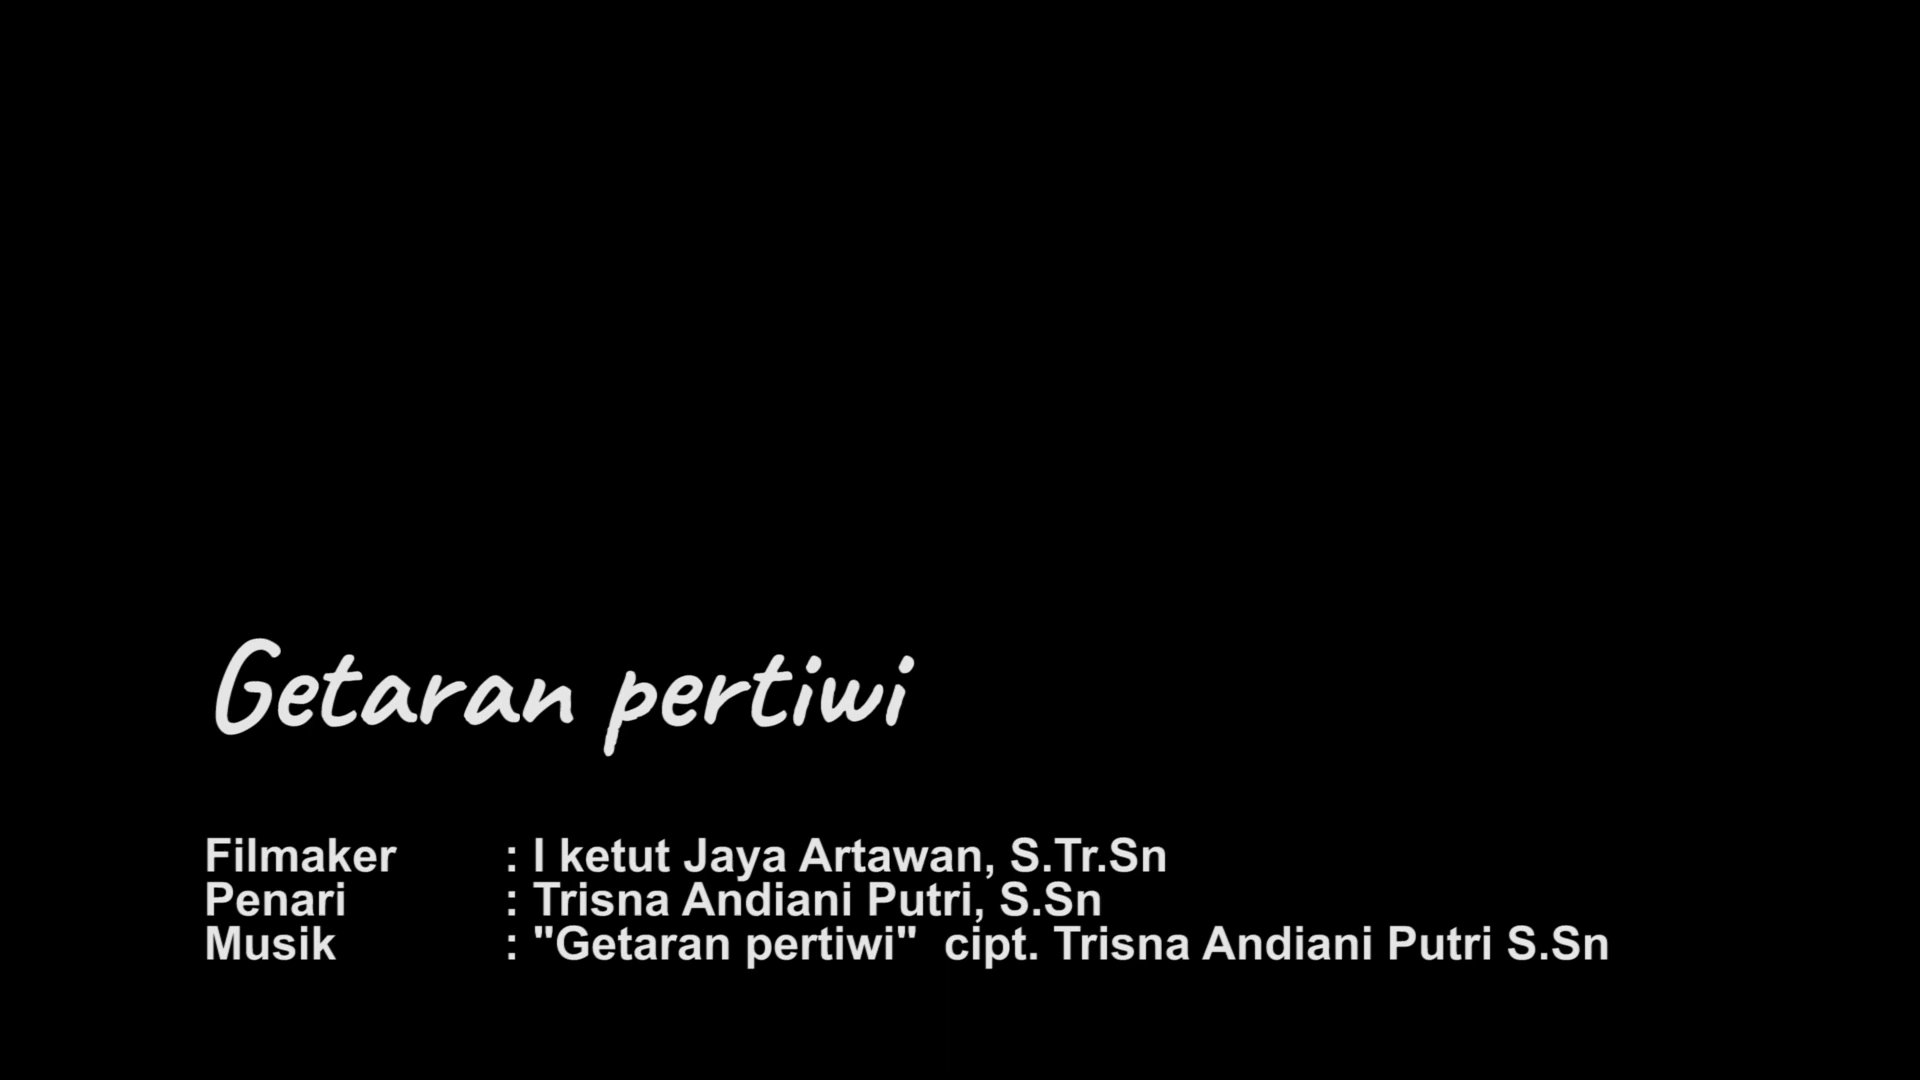 Getaran pertiwi
Filmaker : I ketut Jaya Artawan, S.Tr.Sn
Penari : Trisna Andiani Putri, S.Sn
Musik : "Getaran pertiwi"  cipt. Trisna Andiani Putri S.Sn